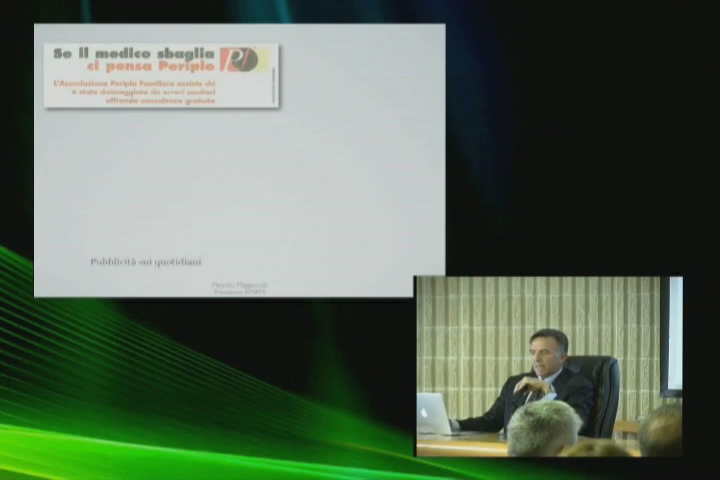 Se il medico sbaglia
ci pensa Periplo
L'Associazione Periplo Familiare assiste chi
è stato danneggiato da errori sanitari
offrendo consulenza gratuita
Pubblicità sui quotidiani